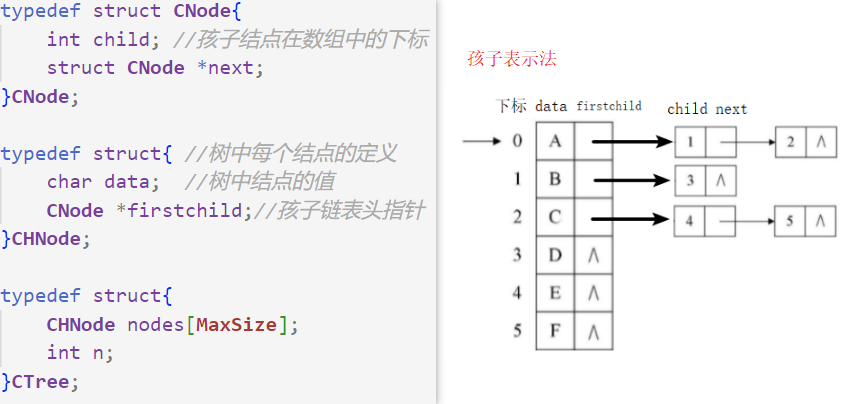 typedef struct CNode{
    int child; //孩子结点在数组中的下标
    struct CNode *next;
}CNode;
typedef struct{ //树中每个结点的定义
    char data;  //树中结点的值
    CNode *firstchild;//孩子链表头指针
}CHNode;
typedef struct{
    CHNode nodes[MaxSize];
    int n;
}CTree;
孩子表示法
下标 data firstchild child next
0 A 1 2 ∧
1 B 3 ∧
2 C 4 5 ∧
3 D ∧
4 E ∧
5 F ∧